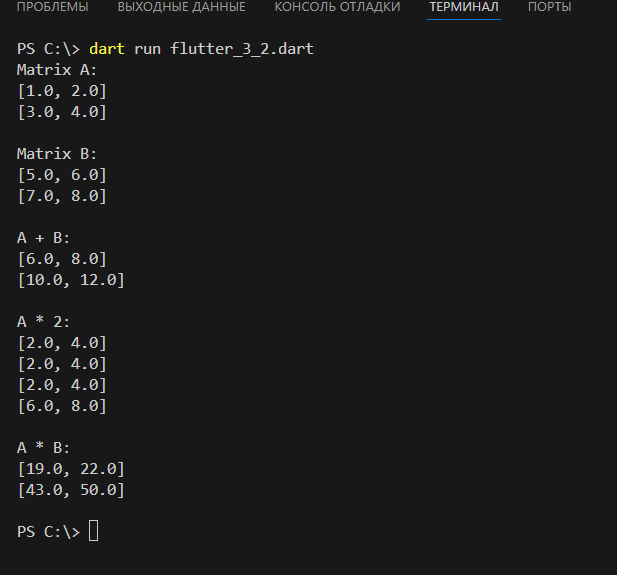 ПРОБЛЕМЫ ВЫХОДНЫЕ ДАННЫЕ КОНСОЛЬ ОТЛАДКИ ТЕРМИНАЛ ПОРТЫ
PS C:\> dart run flutter_3_2.dart
Matrix A:
[1.0, 2.0]
[3.0, 4.0]
Matrix B:
[5.0, 6.0]
[7.0, 8.0]
A + B:
[6.0, 8.0]
[10.0, 12.0]
A * 2:
[2.0, 4.0]
[2.0, 4.0]
[2.0, 4.0]
[6.0, 8.0]
A * B:
[19.0, 22.0]
[43.0, 50.0]
PS C:\>